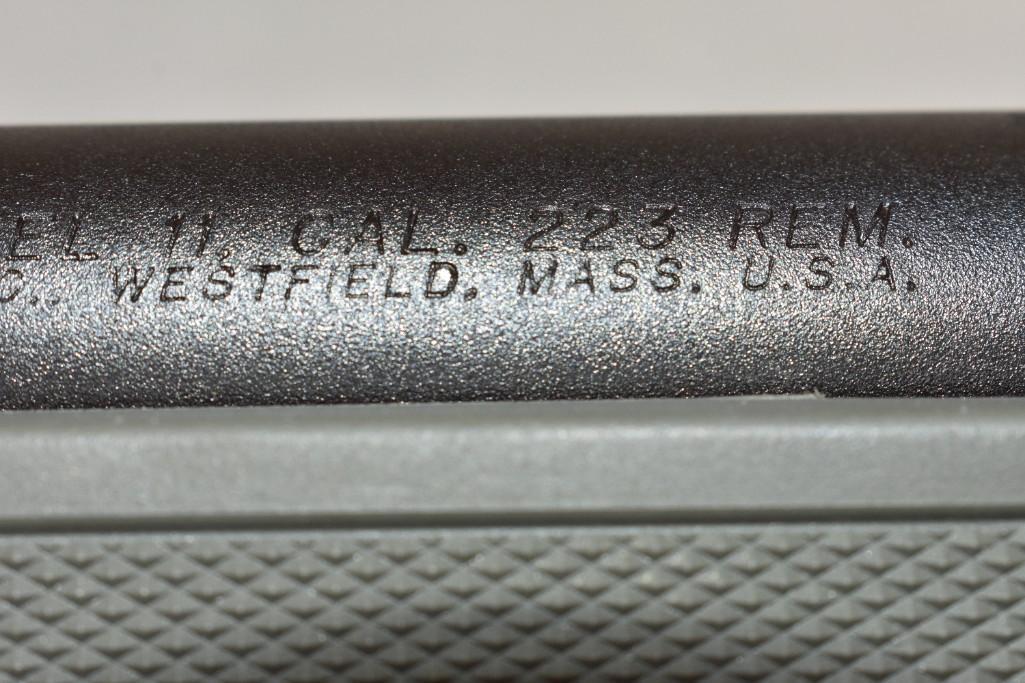 EL 11, CAL. 223 REM.
C., WESTFIELD, MASS. U.S.A.